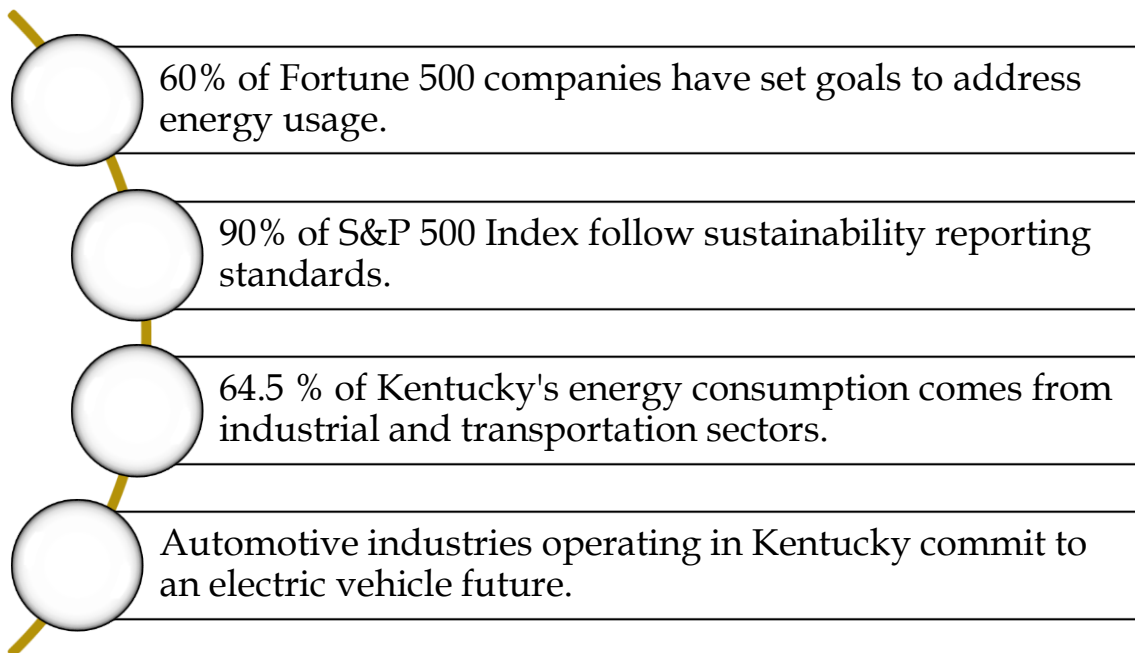 60% of Fortune 500 companies have set goals to address
energy usage.
90% of S&P 500 Index follow sustainability reporting
standards.
64.5 % of Kentucky's energy consumption comes from
industrial and transportation sectors.
Automotive industries operating in Kentucky commit to
an electric vehicle future.